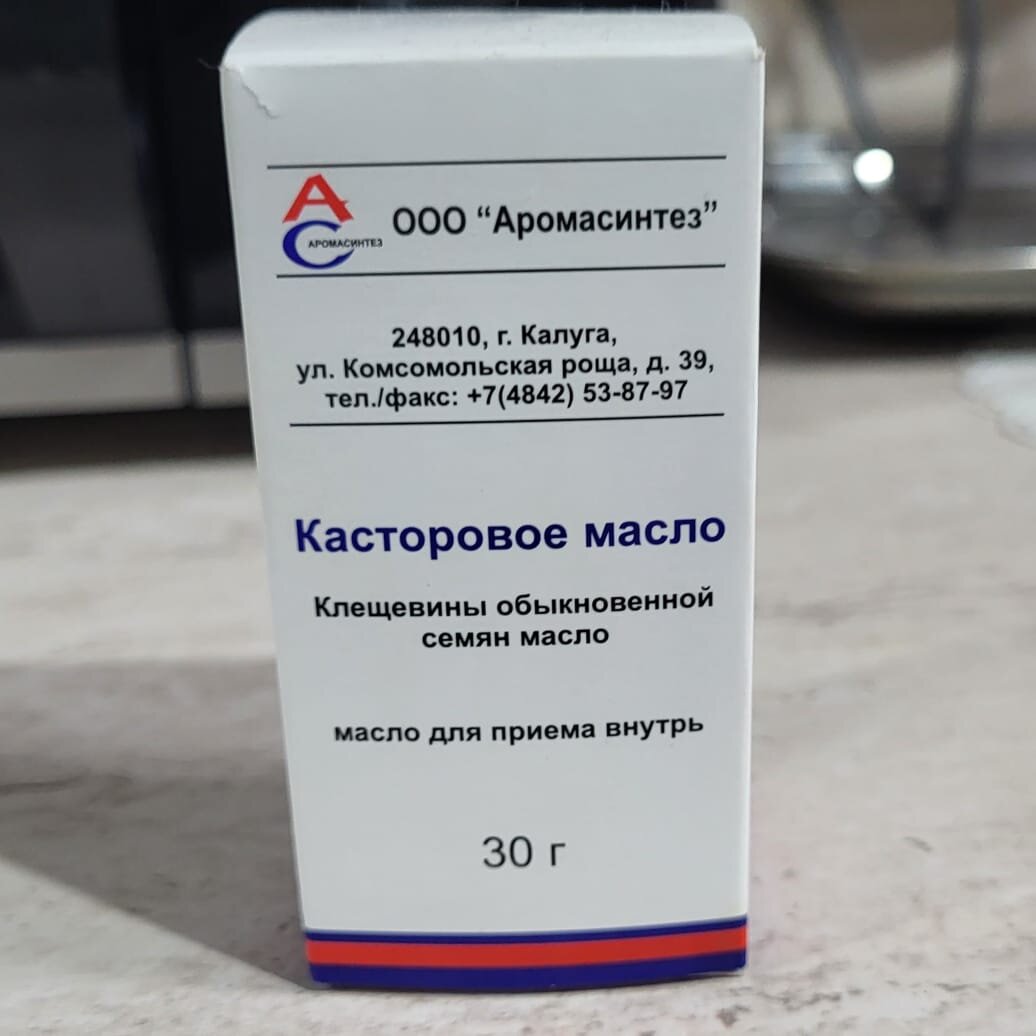 АС
АРОМАСИНТЕЗ
ООО “Аромасинтез”
248010, г. Калуга,
ул. Комсомольская роща, д. 39,
тел./факс: +7(4842) 53-87-97
Касторовое масло
Клещевины обыкновенной
семян масло
масло для приема внутрь
30 г